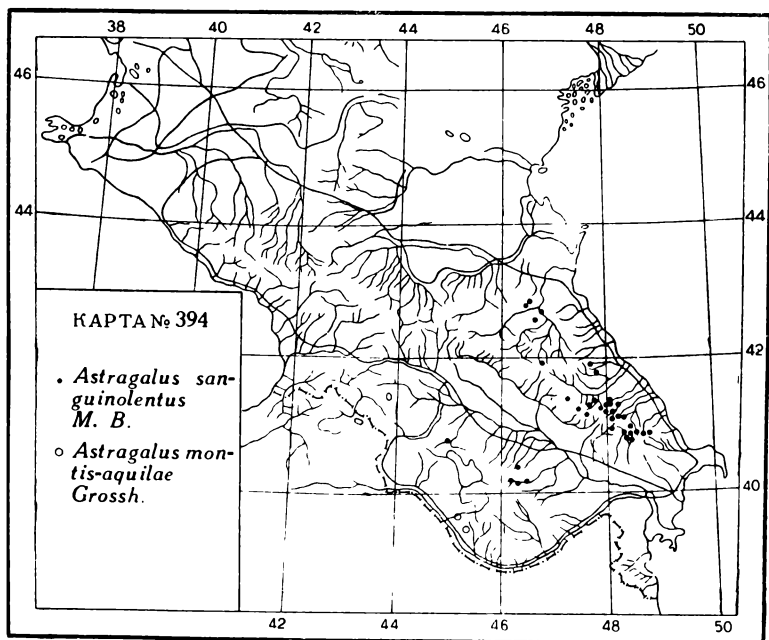 38 40 42 44 46 48 50
46 46
44 44
42
40
КАРТА № 394
• Astragalus san-
guinolentus
M. B.
○ Astragalus mon-
tis-aquilae
Grossh.
42 44 46 48 50